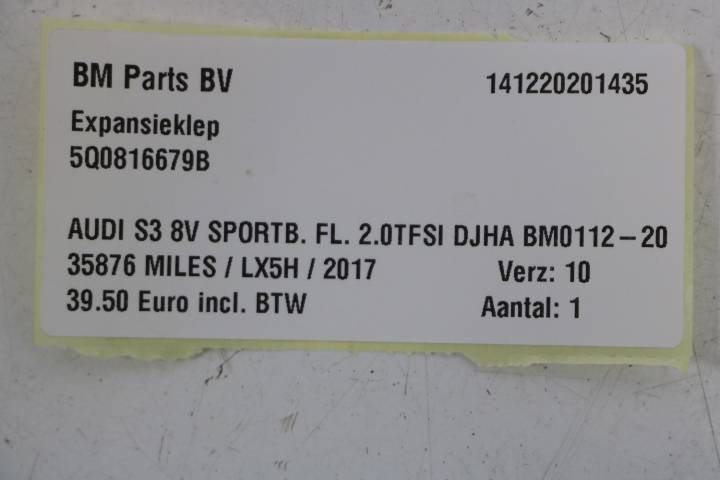 BM Parts BV 141220201435
Expansieklep
5Q0816679B
AUDI S3 8V SPORTB. FL. 2.0TFSI DJHA BM0112-20
35876 MILES / LX5H / 2017 Verz: 10
39.50 Euro incl. BTW Aantal: 1